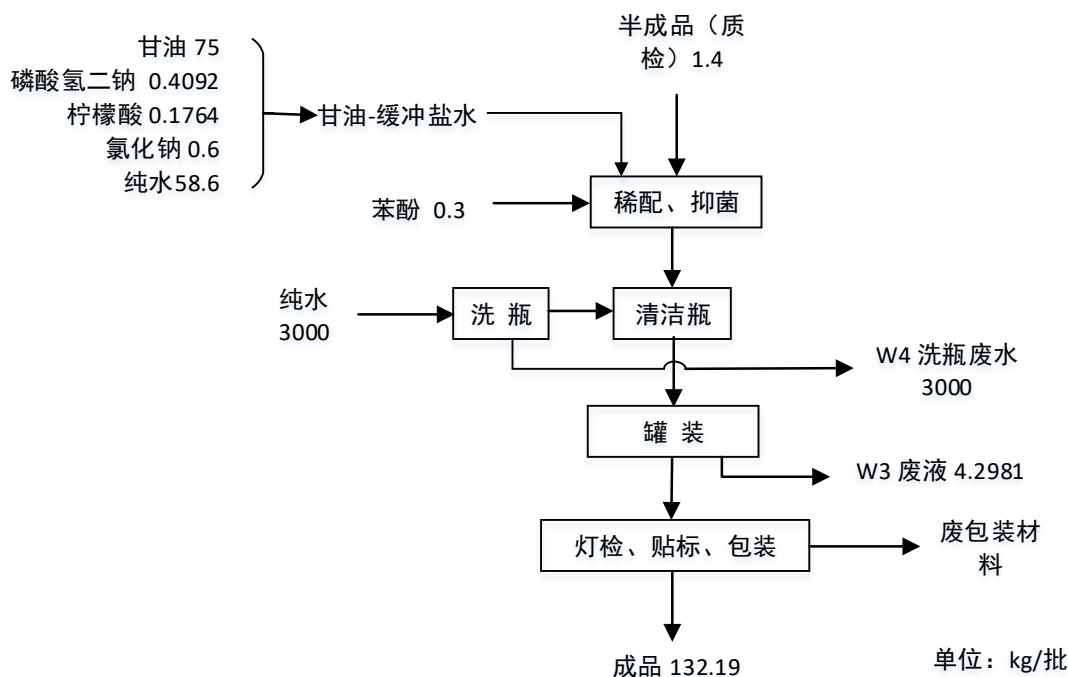 甘油 75
磷酸氢二钠 0.4092
柠檬酸 0.1764
氯化钠 0.6
纯水58.6
甘油-缓冲盐水
半成品（质
检）1.4
苯酚 0.3
稀配、抑菌
纯水
3000
洗 瓶
清洁瓶
W4 洗瓶废水
3000
罐 装
W3 废液 4.2981
灯检、贴标、包装
废包装材
料
成品 132.19
单位：kg/批